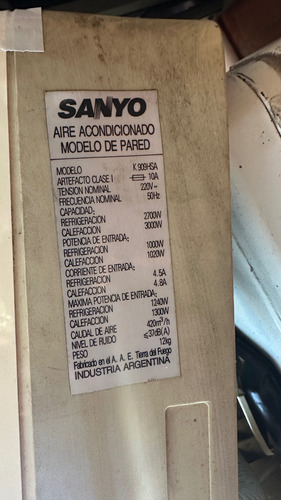 SANYO
AIRE ACONDICIONADO
MODELO DE PARED
MODELO K 909HSA
ARTEFACTO CLASE I 10A
TENSION NOMINAL 220V~
FRECUENCIA NOMINAL 50Hz
CAPACIDAD:
REFRIGERACION 2700W
CALEFACCION 3000W
POTENCIA DE ENTRADA:
REFRIGERACION 1000W
CALEFACCION 1020W
CORRIENTE DE ENTRADA:
REFRIGERACION 4.5A
CALEFACCION 4.8A
MAXIMA POTENCIA DE ENTRADA:
REFRIGERACION 1240W
CALEFACCION 1300W
CAUDAL DE AIRE 420m³/h
NIVEL DE RUIDO ≤37dB(A)
PESO 12kg
Fabricado en el A. A. E. Tierra del Fuego
INDUSTRIA ARGENTINA